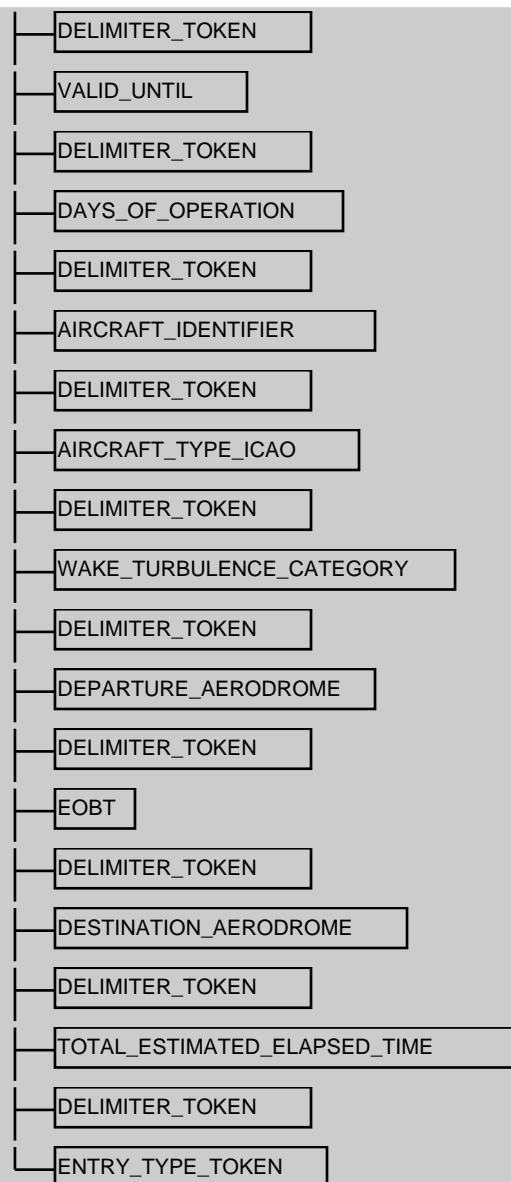 DELIMITER_TOKEN
VALID_UNTIL
DELIMITER_TOKEN
DAYS_OF_OPERATION
DELIMITER_TOKEN
AIRCRAFT_IDENTIFIER
DELIMITER_TOKEN
AIRCRAFT_TYPE_ICAO
DELIMITER_TOKEN
WAKE_TURBULENCE_CATEGORY
DELIMITER_TOKEN
DEPARTURE_AERODROME
DELIMITER_TOKEN
EOBT
DELIMITER_TOKEN
DESTINATION_AERODROME
DELIMITER_TOKEN
TOTAL_ESTIMATED_ELAPSED_TIME
DELIMITER_TOKEN
ENTRY_TYPE_TOKEN